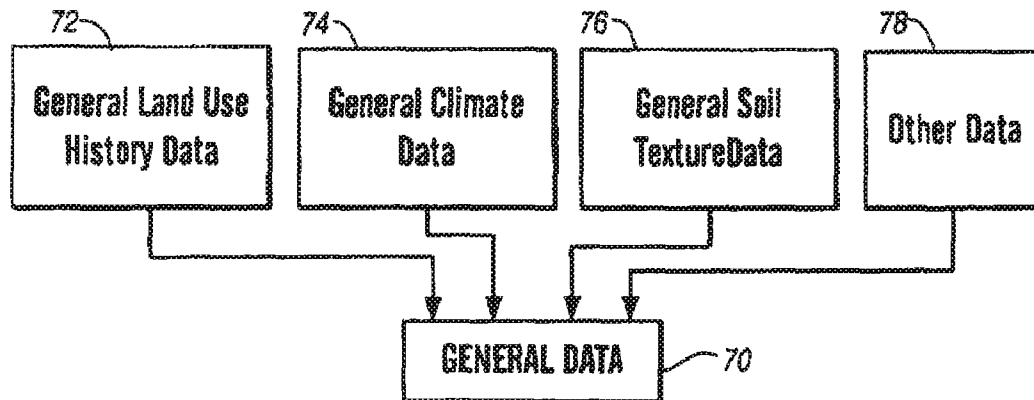 72
74
76
78
General Land Use
History Data
General Climate
Data
General Soil
TextureData
Other Data
GENERAL DATA
70